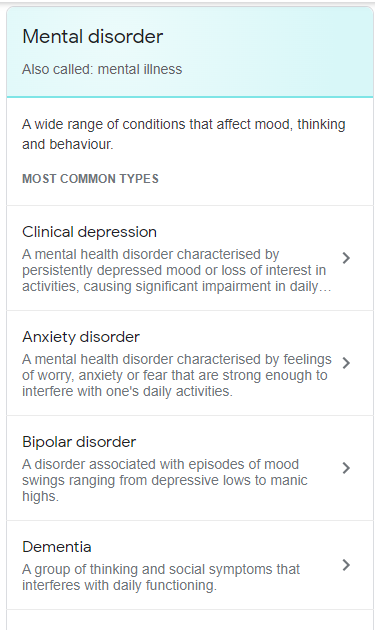 Mental disorder
Also called: mental illness
A wide range of conditions that affect mood, thinking
and behaviour.
MOST COMMON TYPES
Clinical depression
A mental health disorder characterised by
persistently depressed mood or loss of interest in
activities, causing significant impairment in daily…
Anxiety disorder
A mental health disorder characterised by feelings
of worry, anxiety or fear that are strong enough to
interfere with one's daily activities.
Bipolar disorder
A disorder associated with episodes of mood
swings ranging from depressive lows to manic
highs.
Dementia
A group of thinking and social symptoms that
interferes with daily functioning.